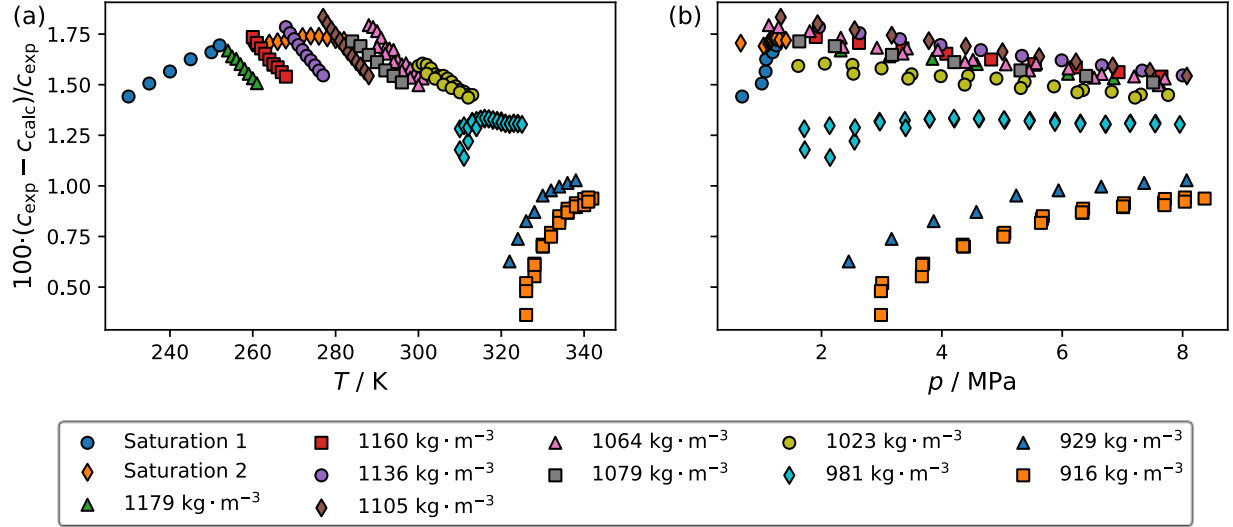 (a)
(b)
100·(c_exp − c_calc)/c_exp
1.75
1.50
1.25
1.00
0.75
0.50
240 260 280 300 320 340
2 4 6 8
T / K
p / MPa
Saturation 1 1160 kg·m⁻³ 1064 kg·m⁻³ 1023 kg·m⁻³ 929 kg·m⁻³
Saturation 2 1136 kg·m⁻³ 1079 kg·m⁻³ 981 kg·m⁻³ 916 kg·m⁻³
1179 kg·m⁻³ 1105 kg·m⁻³